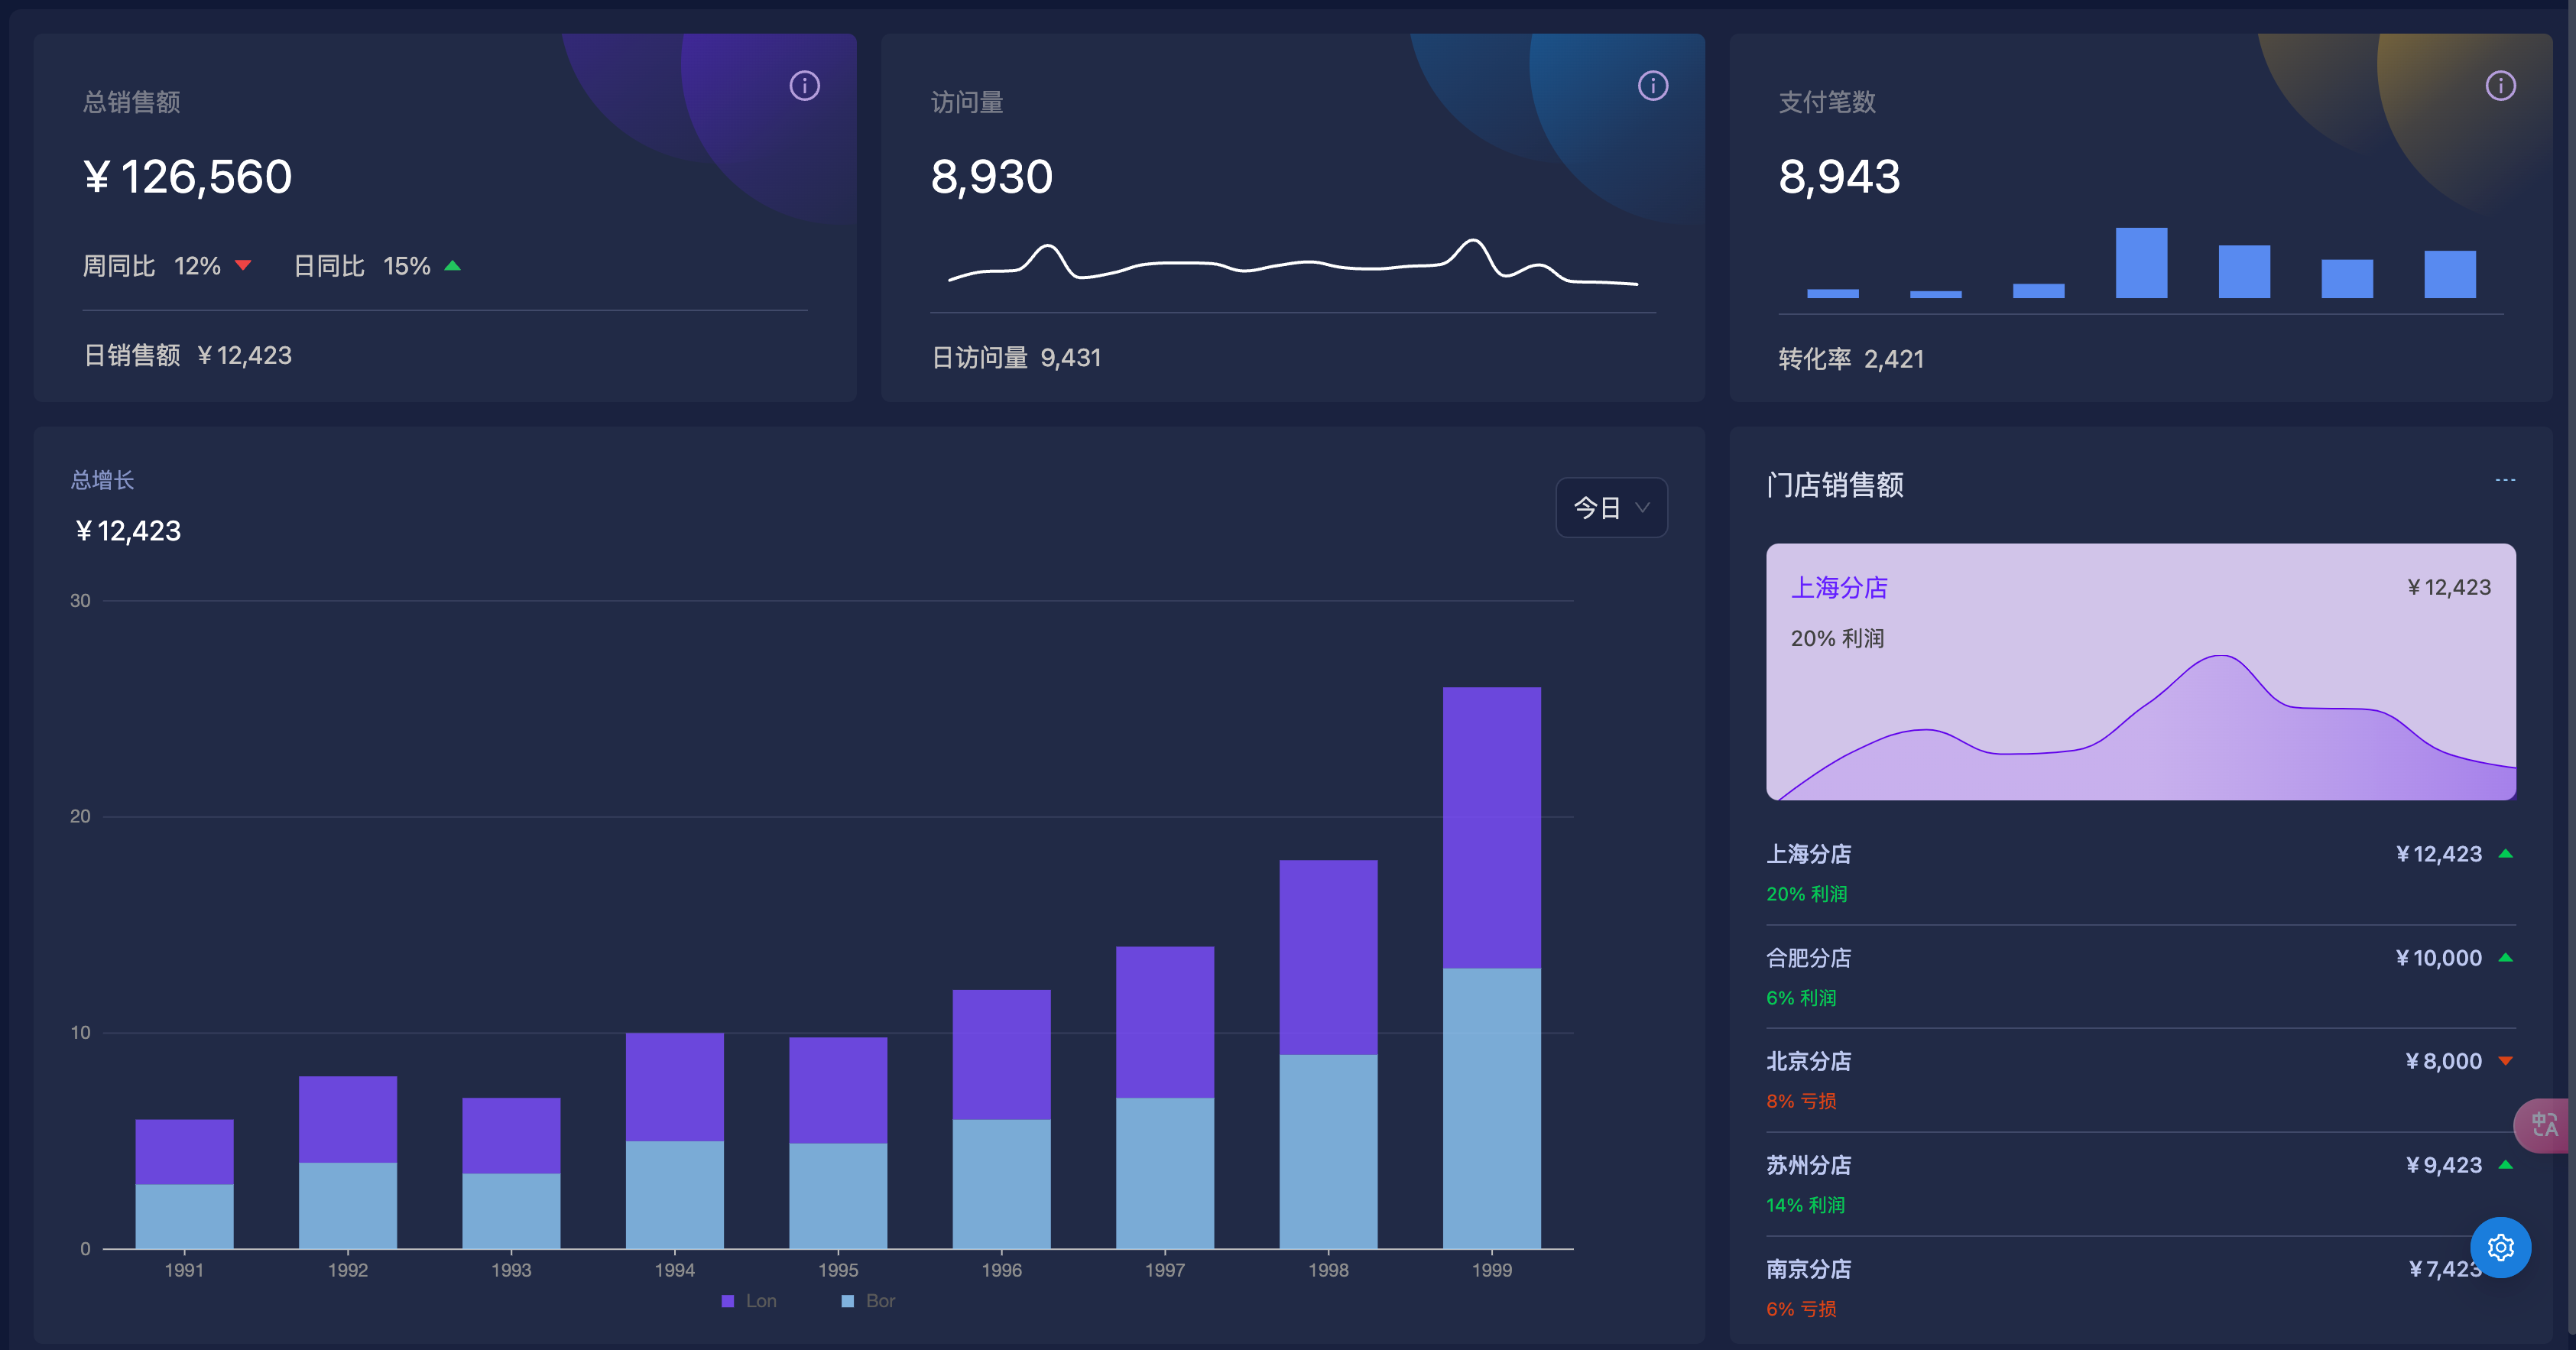 总销售额
¥ 126,560
周同比 12% 日同比 15%
日销售额 ¥ 12,423
访问量
8,930
日访问量 9,431
支付笔数
8,943
转化率 2,421
总增长
¥ 12,423
今日
30
20
10
0
1991 1992 1993 1994 1995 1996 1997 1998 1999
Lon Bor
门店销售额
上海分店 ¥ 12,423
20% 利润
上海分店 ¥ 12,423
20% 利润
合肥分店 ¥ 10,000
6% 利润
北京分店 ¥ 8,000
8% 亏损
苏州分店 ¥ 9,423
14% 利润
南京分店 ¥ 7,423
6% 亏损
中A